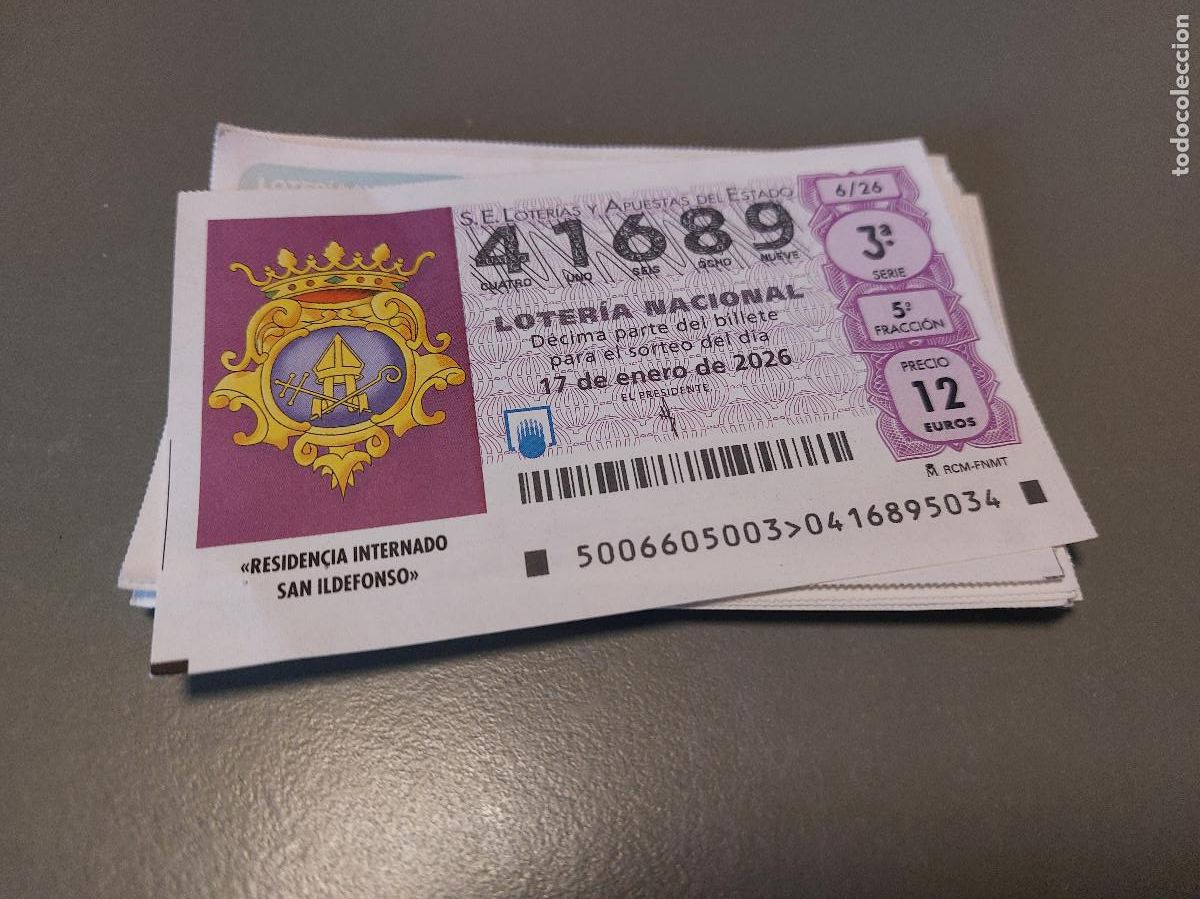 todocoleccion
LOTERÍA
S.E. LOTERÍAS Y APUESTAS DEL ESTADO
41689
CUATRO UNO SEIS OCHO NUEVE
LOTERÍA NACIONAL
Décima parte del billete
para el sorteo del día
17 de enero de 2026
EL PRESIDENTE
6/26
3ª
SERIE
5ª
FRACCIÓN
PRECIO
12
EUROS
RCM-FNMT
5006605003>0416895034
«RESIDENCIA INTERNADO
SAN ILDEFONSO»